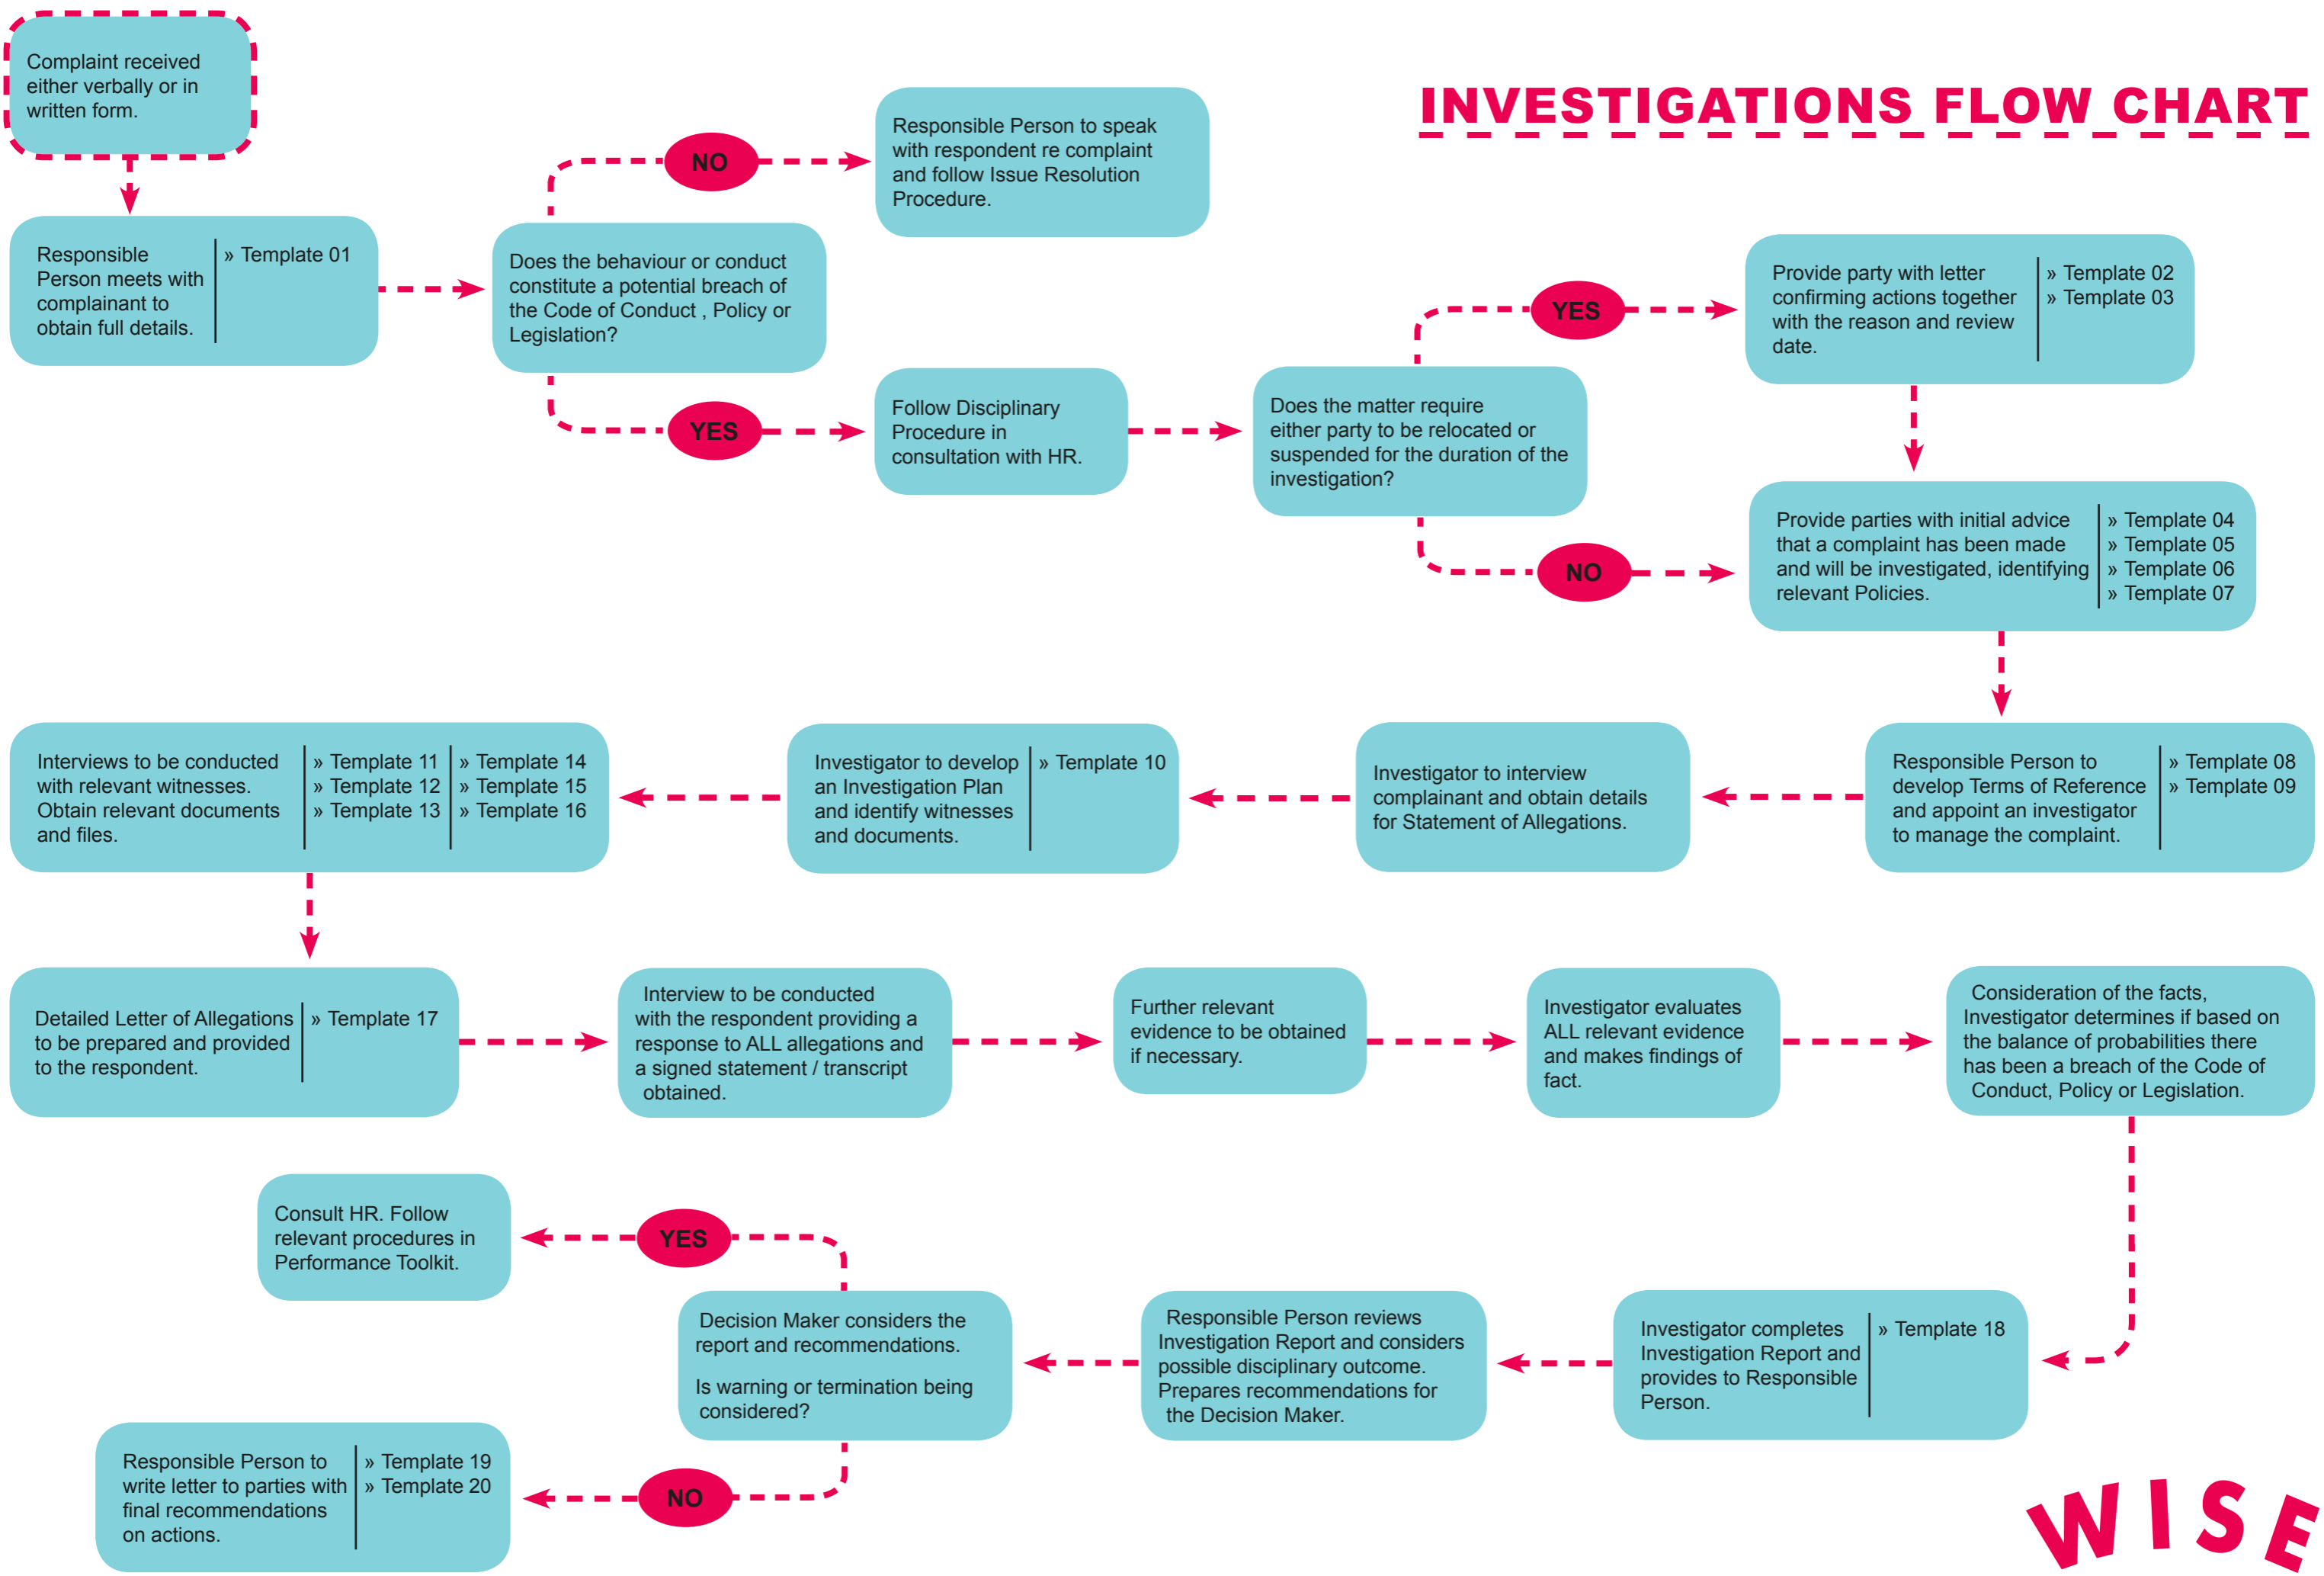 INVESTIGATIONS FLOW CHART
Complaint received
either verbally or in
written form.
Responsible
Person meets with
complainant to
obtain full details.
» Template 01
Does the behaviour or conduct
constitute a potential breach of
the Code of Conduct , Policy or
Legislation?
NO
Responsible Person to speak
with respondent re complaint
and follow Issue Resolution
Procedure.
YES
Follow Disciplinary
Procedure in
consultation with HR.
Does the matter require
either party to be relocated or
suspended for the duration of the
investigation?
YES
Provide party with letter
confirming actions together
with the reason and review
date.
» Template 02
» Template 03
NO
Provide parties with initial advice
that a complaint has been made
and will be investigated, identifying
relevant Policies.
» Template 04
» Template 05
» Template 06
» Template 07
Responsible Person to
develop Terms of Reference
and appoint an investigator
to manage the complaint.
» Template 08
» Template 09
Investigator to interview
complainant and obtain details
for Statement of Allegations.
Investigator to develop
an Investigation Plan
and identify witnesses
and documents.
» Template 10
Interviews to be conducted
with relevant witnesses.
Obtain relevant documents
and files.
» Template 11
» Template 12
» Template 13
» Template 14
» Template 15
» Template 16
Detailed Letter of Allegations
to be prepared and provided
to the respondent.
» Template 17
Interview to be conducted
with the respondent providing a
response to ALL allegations and
a signed statement / transcript
obtained.
Further relevant
evidence to be obtained
if necessary.
Investigator evaluates
ALL relevant evidence
and makes findings of
fact.
Consideration of the facts,
Investigator determines if based on
the balance of probabilities there
has been a breach of the Code of
Conduct, Policy or Legislation.
Investigator completes
Investigation Report and
provides to Responsible
Person.
» Template 18
Responsible Person reviews
Investigation Report and considers
possible disciplinary outcome.
Prepares recommendations for
the Decision Maker.
Decision Maker considers the
report and recommendations.
Is warning or termination being
considered?
YES
Consult HR. Follow
relevant procedures in
Performance Toolkit.
NO
Responsible Person to
write letter to parties with
final recommendations
on actions.
» Template 19
» Template 20
WISE